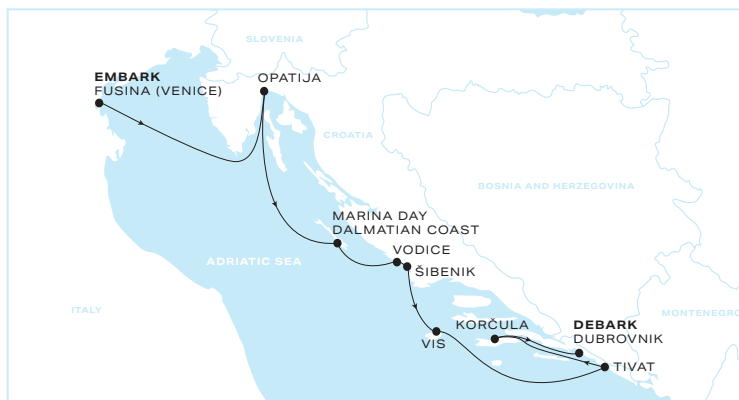 SLOVENIA
EMBARK
FUSINA (VENICE)
OPATIJA
CROATIA
BOSNIA AND HERZEGOVINA
MARINA DAY
DALMATIAN COAST
VODICE
ADRIATIC SEA
ŠIBENIK
ITALY
MONTENEGRO
KORČULA
DEBARK
DUBROVNIK
VIS
TIVAT